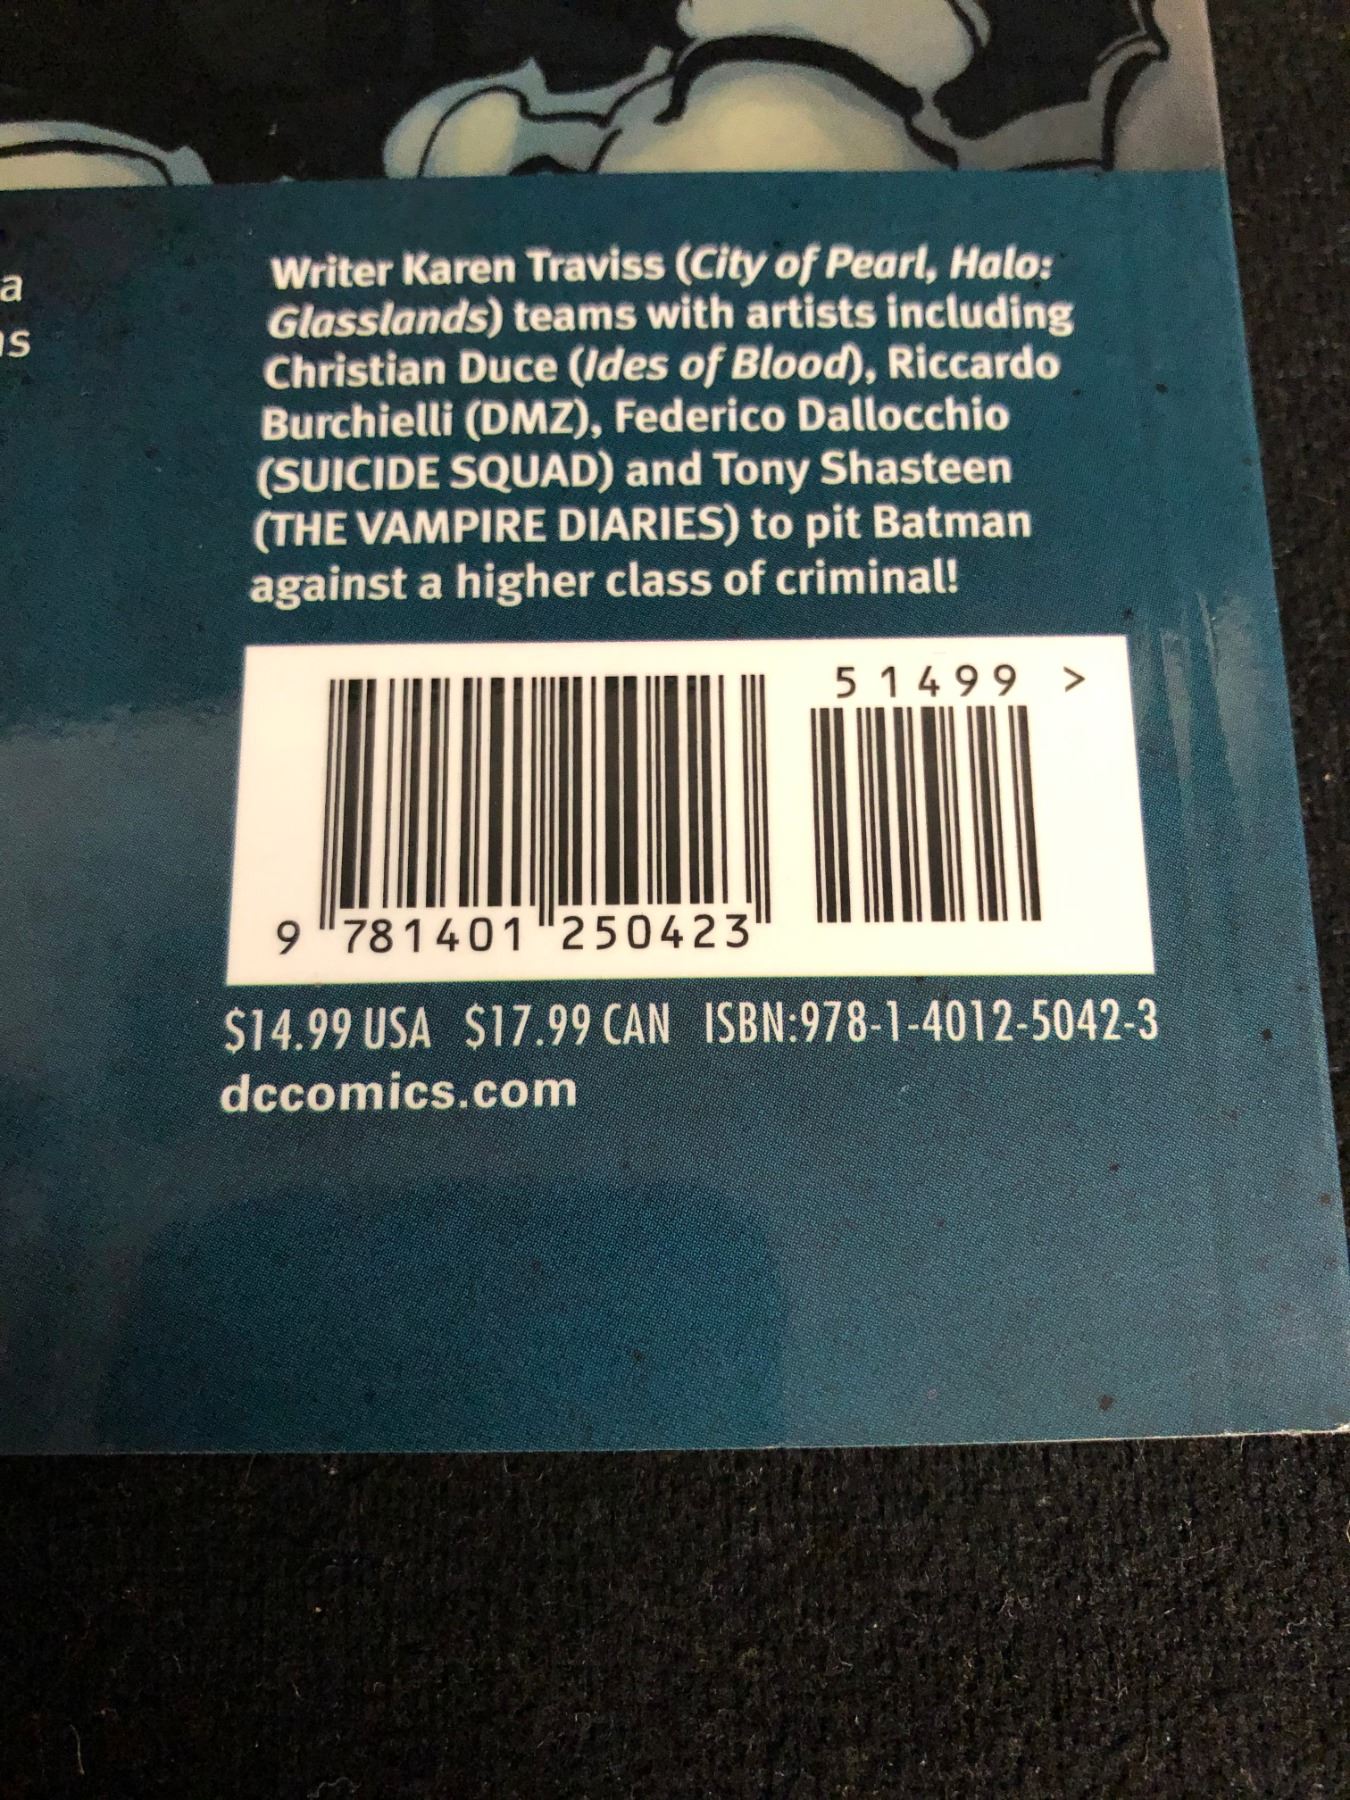 a
ns
Writer Karen Traviss (City of Pearl, Halo:
Glasslands) teams with artists including
Christian Duce (Ides of Blood), Riccardo
Burchielli (DMZ), Federico Dallocchio
(SUICIDE SQUAD) and Tony Shasteen
(THE VAMPIRE DIARIES) to pit Batman
against a higher class of criminal!
5 1 4 9 9 >
9 781401 250423
$14.99 USA $17.99 CAN ISBN:978-1-4012-5042-3
dccomics.com